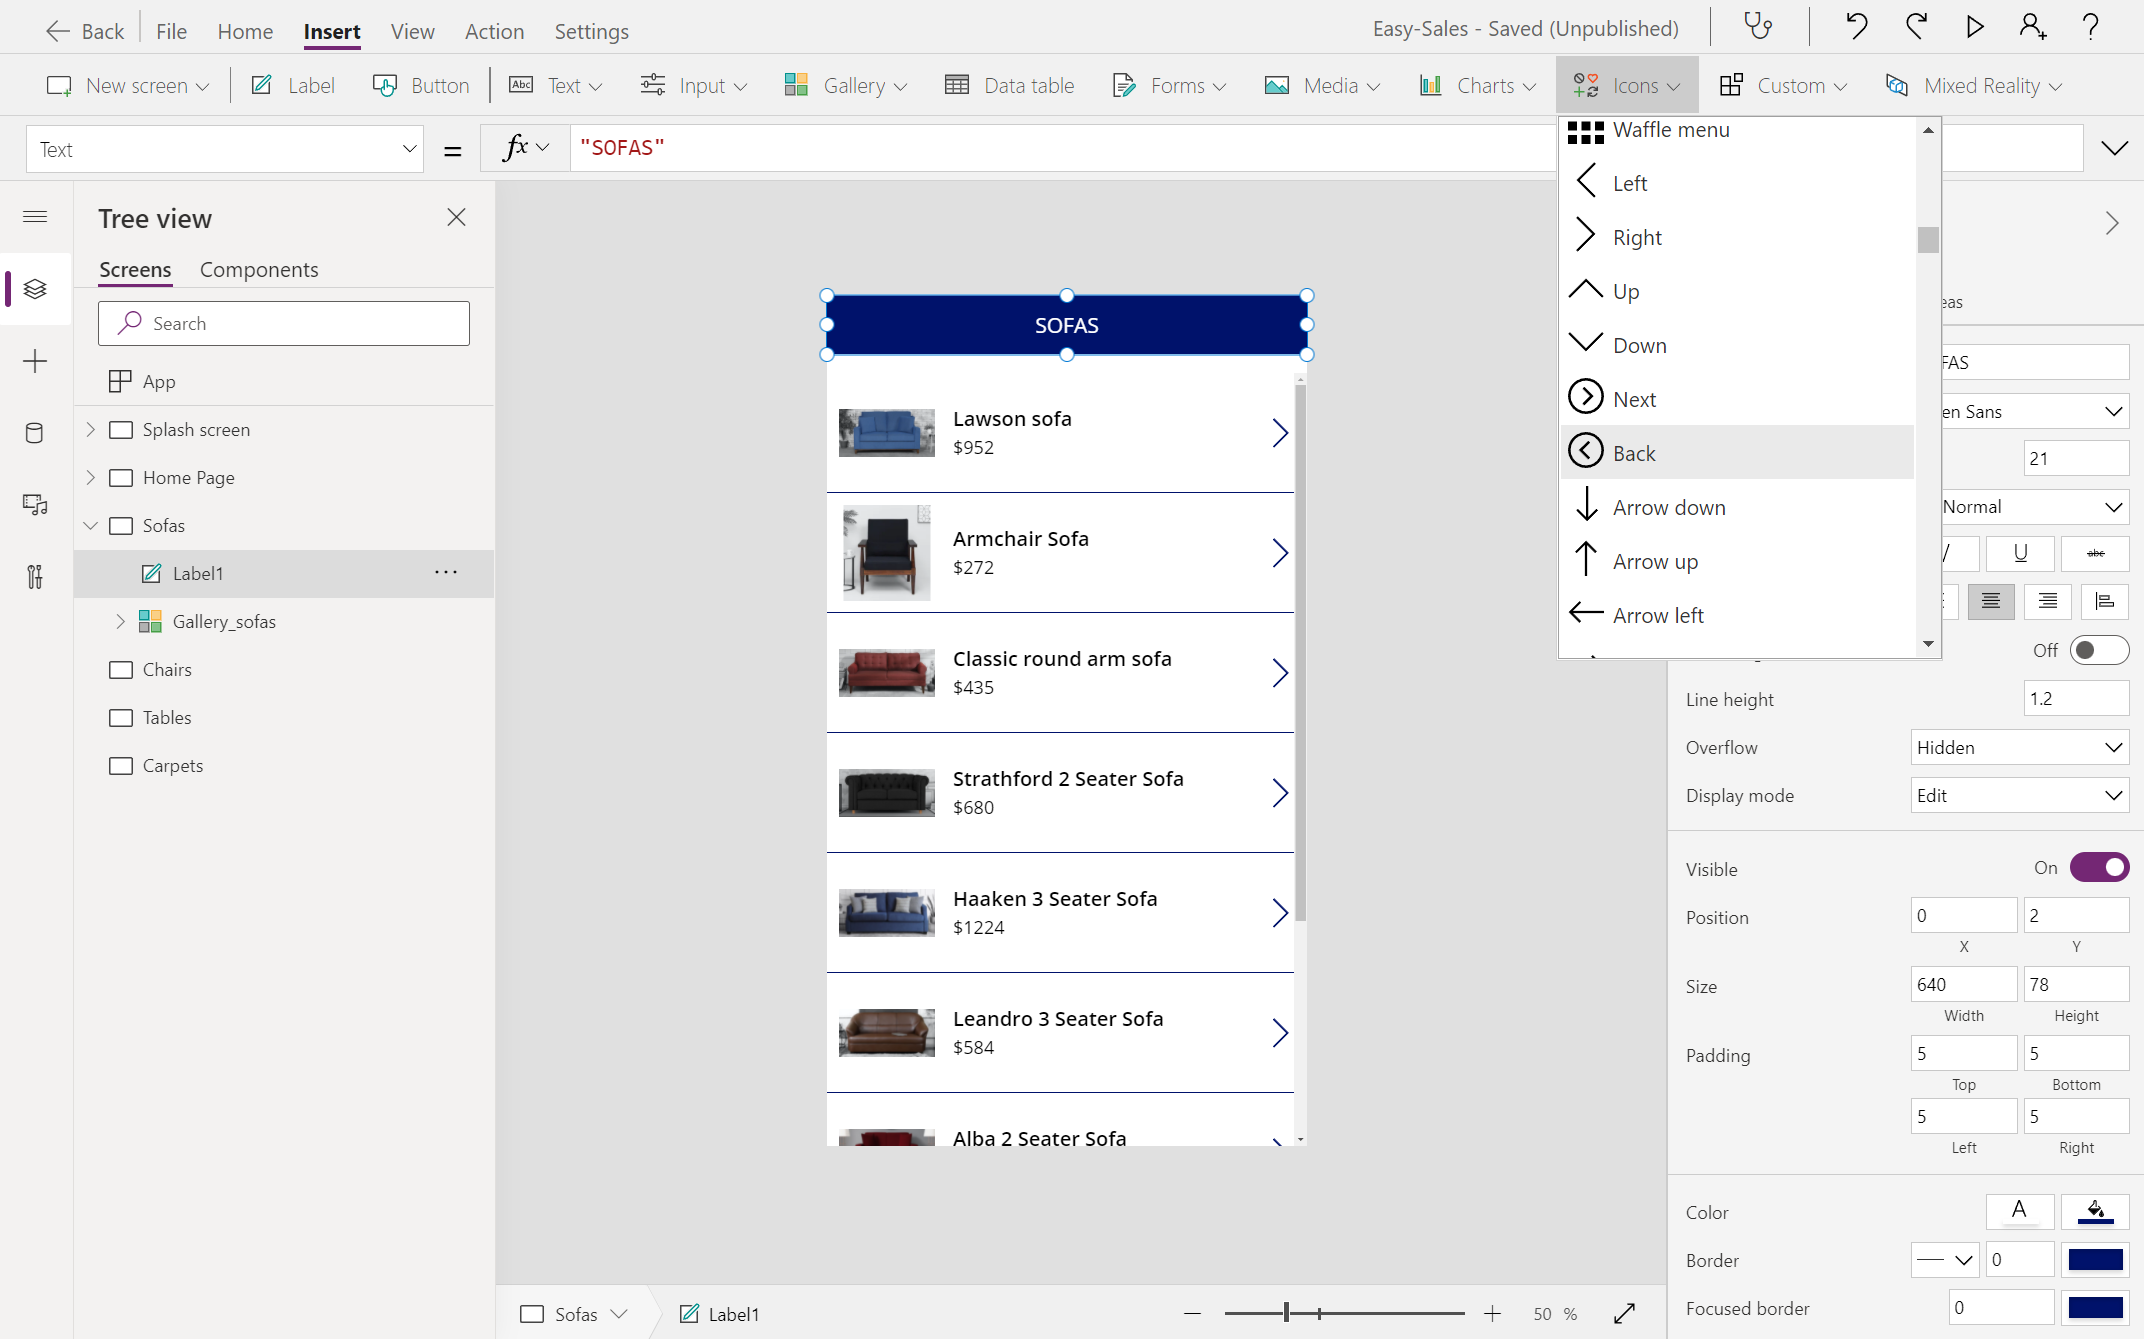 Back File Home Insert View Action Settings Easy-Sales - Saved (Unpublished)
New screen Label Button Abc Text Input Gallery Data table Forms Media Charts Icons Custom Mixed Reality
Text = fx "SOFAS"
Tree view
Screens Components
Search
App
Splash screen
Home Page
Sofas
Label1 ...
Gallery_sofas
Chairs
Tables
Carpets
SOFAS
Lawson sofa
$952
Armchair Sofa
$272
Classic round arm sofa
$435
Strathford 2 Seater Sofa
$680
Haaken 3 Seater Sofa
$1224
Leandro 3 Seater Sofa
$584
Alba 2 Seater Sofa
Waffle menu
Left
Right
Up
Down
Next
Back
Arrow down
Arrow up
Arrow left
eas
FAS
en Sans
21
Normal
/ U abc
Off
Line height 1.2
Overflow Hidden
Display mode Edit
Visible On
Position 0 2
X Y
Size 640 78
Width Height
Padding 5 5
Top Bottom
5 5
Left Right
Color A
Border 0
Focused border 0
Sofas Label1 50 %